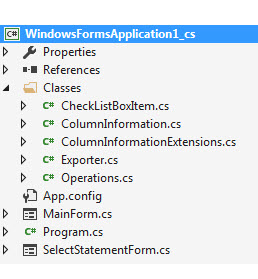 C# WindowsFormsApplication1_cs
Properties
References
Classes
C# CheckListBoxItem.cs
C# ColumnInformation.cs
C# ColumnInformationExtensions.cs
C# Exporter.cs
C# Operations.cs
App.config
MainForm.cs
C# Program.cs
SelectStatementForm.cs